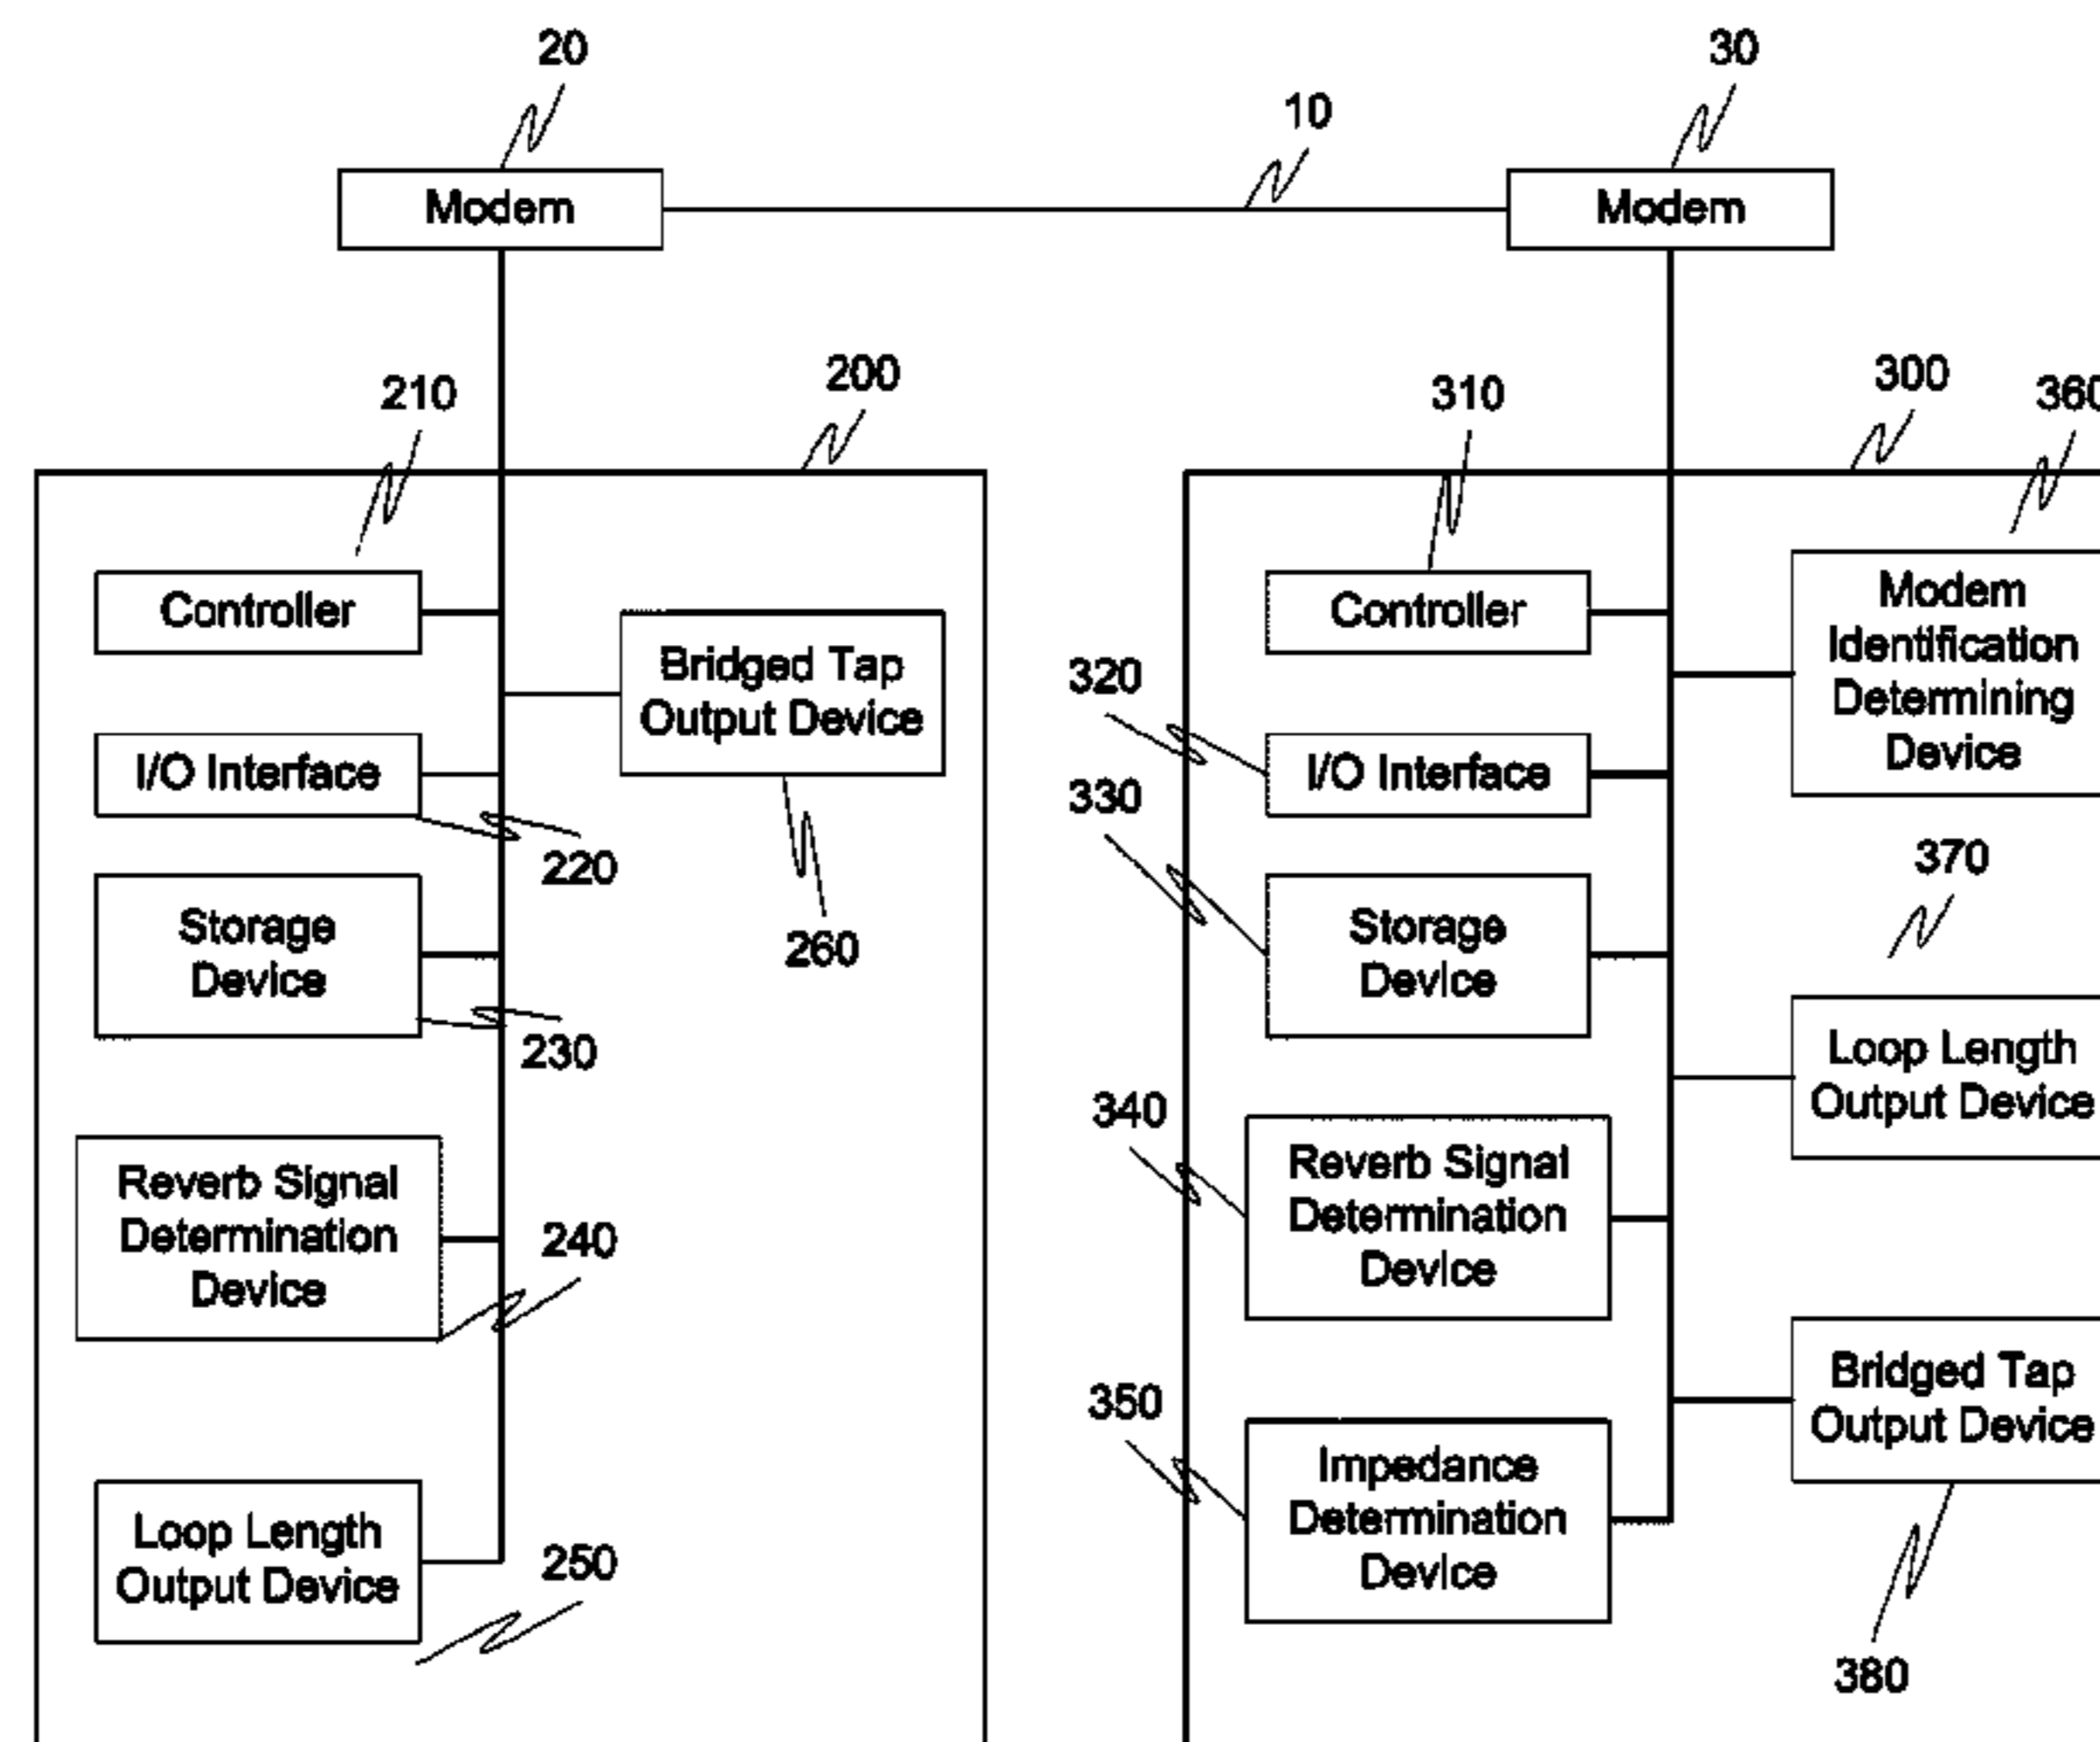 20
30
10
Modem
Modem
200
300
360
210
310
Controller
Bridged Tap
Output Device
I/O Interface
220
260
Storage
Device
230
Reverb Signal
Determination
Device
240
Loop Length
Output Device
250
Controller
Modem
Identification
Determining
Device
320
I/O Interface
330
370
Storage
Device
Loop Length
Output Device
340
Reverb Signal
Determination
Device
Bridged Tap
Output Device
350
Impedance
Determination
Device
380